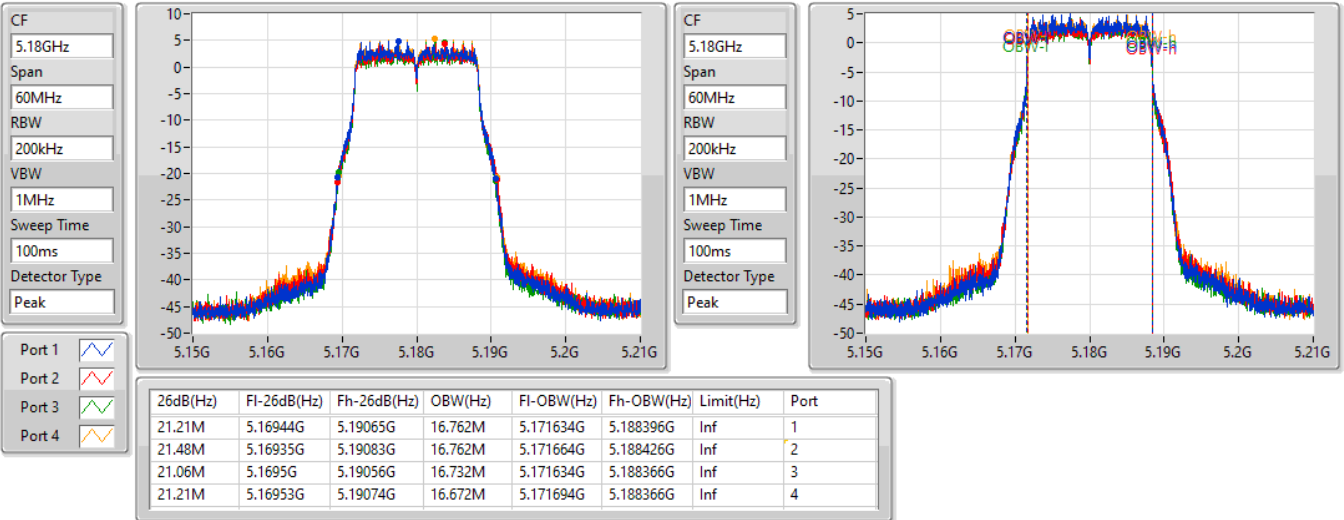 CF
5.18GHz
Span
60MHz
RBW
200kHz
VBW
1MHz
Sweep Time
100ms
Detector Type
Peak
10
5
0
-5
-10
-15
-20
-25
-30
-35
-40
-45
-50
5.15G 5.16G 5.17G 5.18G 5.19G 5.2G 5.21G
CF
5.18GHz
Span
60MHz
RBW
200kHz
VBW
1MHz
Sweep Time
100ms
Detector Type
Peak
5
0
-5
-10
-15
-20
-25
-30
-35
-40
-45
-50
5.15G 5.16G 5.17G 5.18G 5.19G 5.2G 5.21G
Port 1
Port 2
Port 3
Port 4
26dB(Hz) Fl-26dB(Hz) Fh-26dB(Hz) OBW(Hz) Fl-OBW(Hz) Fh-OBW(Hz) Limit(Hz) Port
21.21M 5.16944G 5.19065G 16.762M 5.171634G 5.188396G Inf 1
21.48M 5.16935G 5.19083G 16.762M 5.171664G 5.188426G Inf 2
21.06M 5.1695G 5.19056G 16.732M 5.171634G 5.188366G Inf 3
21.21M 5.16953G 5.19074G 16.672M 5.171694G 5.188366G Inf 4